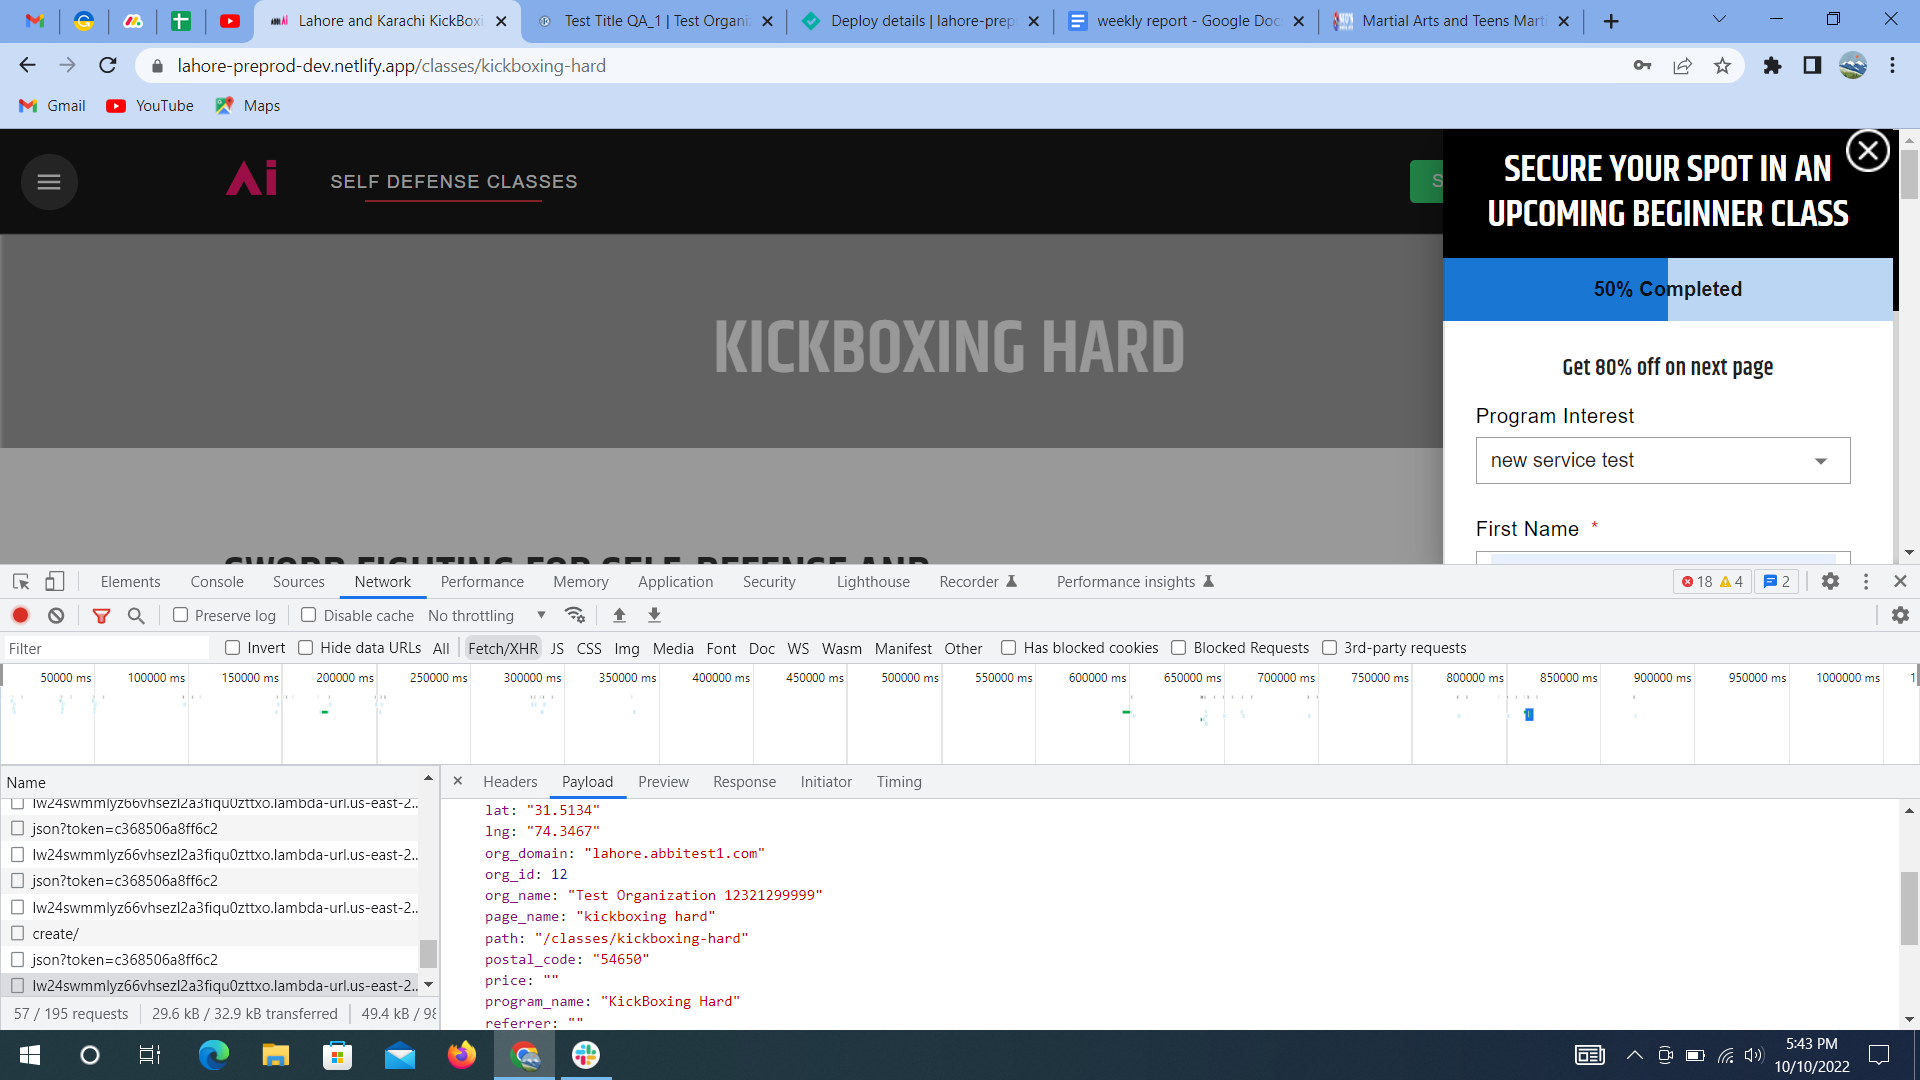 Lahore and Karachi KickBoxi
Test Title QA_1 | Test Organiz
Deploy details | lahore-prep
weekly report - Google Doc
Martial Arts and Teens Mart
lahore-preprod-dev.netlify.app/classes/kickboxing-hard
Gmail YouTube Maps
Ai
SELF DEFENSE CLASSES
S
SECURE YOUR SPOT IN AN
UPCOMING BEGINNER CLASS
50% Completed
KICKBOXING HARD
Get 80% off on next page
Program Interest
new service test
First Name *
SWORD FIGHTING FOR SELF-DEFENSE AND
Elements Console Sources Network Performance Memory Application Security Lighthouse Recorder Performance insights 18 4 2
Preserve log Disable cache No throttling
Filter Invert Hide data URLs All Fetch/XHR JS CSS Img Media Font Doc WS Wasm Manifest Other Has blocked cookies Blocked Requests 3rd-party requests
50000 ms 100000 ms 150000 ms 200000 ms 250000 ms 300000 ms 350000 ms 400000 ms 450000 ms 500000 ms 550000 ms 600000 ms 650000 ms 700000 ms 750000 ms 800000 ms 850000 ms 900000 ms 950000 ms 1000000 ms 1
Name
lw24swmmlyz66vhsezl2a3fiqu0zttxo.lambda-url.us-east-2...
json?token=c368506a8ff6c2
lw24swmmlyz66vhsezl2a3fiqu0zttxo.lambda-url.us-east-2...
json?token=c368506a8ff6c2
lw24swmmlyz66vhsezl2a3fiqu0zttxo.lambda-url.us-east-2...
create/
json?token=c368506a8ff6c2
lw24swmmlyz66vhsezl2a3fiqu0zttxo.lambda-url.us-east-2...
57 / 195 requests 29.6 kB / 32.9 kB transferred 49.4 kB / 98
Headers Payload Preview Response Initiator Timing
lat: "31.5134"
lng: "74.3467"
org_domain: "lahore.abbitest1.com"
org_id: 12
org_name: "Test Organization 12321299999"
page_name: "kickboxing hard"
path: "/classes/kickboxing-hard"
postal_code: "54650"
price: ""
program_name: "KickBoxing Hard"
referrer: ""
5:43 PM
10/10/2022